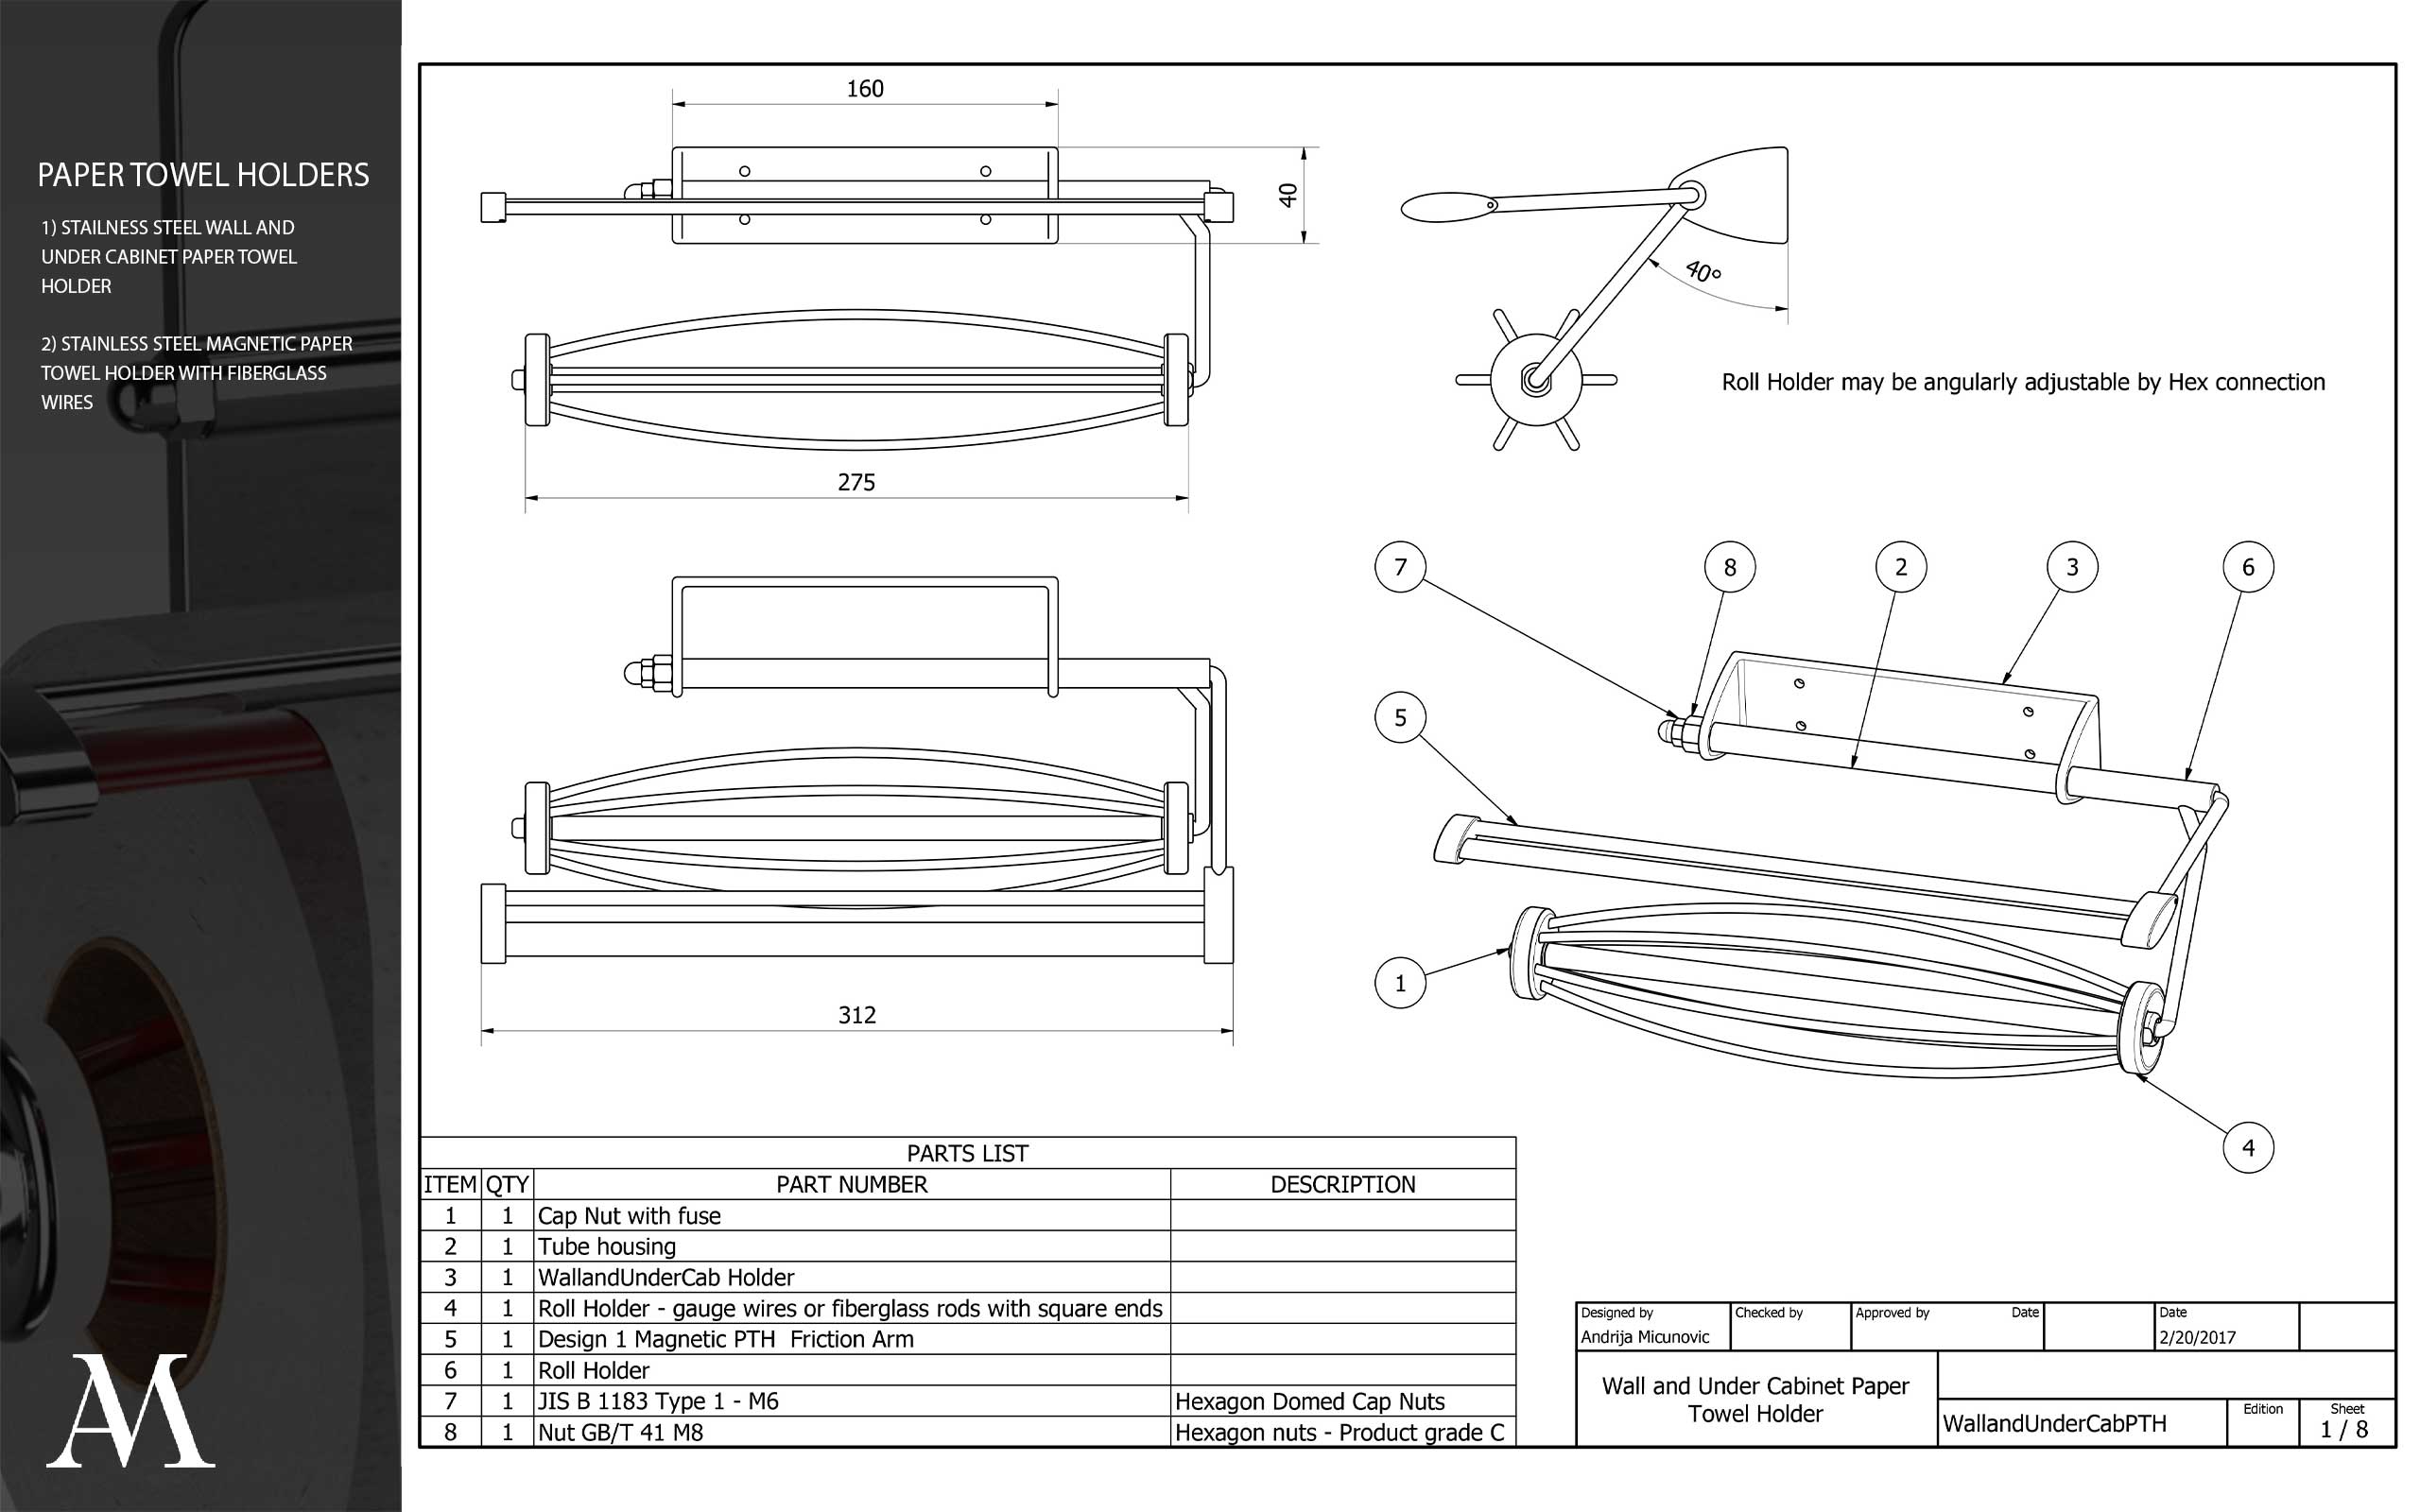 PAPER TOWEL HOLDERS
1) STAILNESS STEEL WALL AND
UNDER CABINET PAPER TOWEL
HOLDER
2) STAINLESS STEEL MAGNETIC PAPER
TOWEL HOLDER WITH FIBERGLASS
WIRES
AM
160
40
275
40°
Roll Holder may be angularly adjustable by Hex connection
312
7
8
2
3
6
5
1
4
PARTS LIST
ITEM QTY PART NUMBER DESCRIPTION
1 1 Cap Nut with fuse
2 1 Tube housing
3 1 WallandUnderCab Holder
4 1 Roll Holder - gauge wires or fiberglass rods with square ends
5 1 Design 1 Magnetic PTH  Friction Arm
6 1 Roll Holder
7 1 JIS B 1183 Type 1 - M6 Hexagon Domed Cap Nuts
8 1 Nut GB/T 41 M8 Hexagon nuts - Product grade C
Designed by Checked by Approved by Date Date
Andrija Micunovic 2/20/2017
Wall and Under Cabinet Paper
Towel Holder
WallandUnderCabPTH
Edition
Sheet
1 / 8